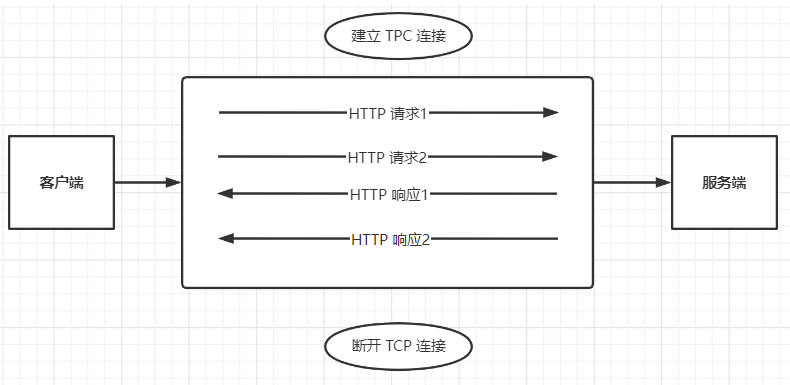 建立 TPC 连接
HTTP 请求1
HTTP 请求2
客户端
服务端
HTTP 响应1
HTTP 响应2
断开 TCP 连接